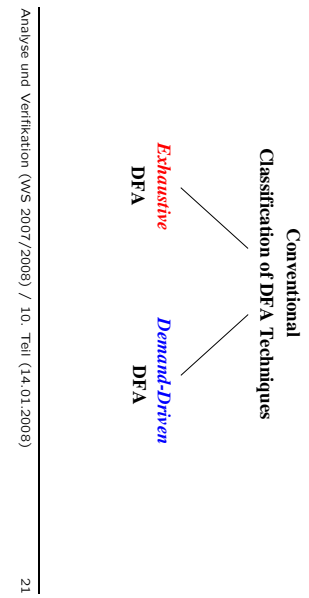 Conventional
Classification of DFA Techniques
Exhaustive
DFA
Demand-Driven
DFA
Analyse und Verifikation (WS 2007/2008) / 10. Teil (14.01.2008)
21